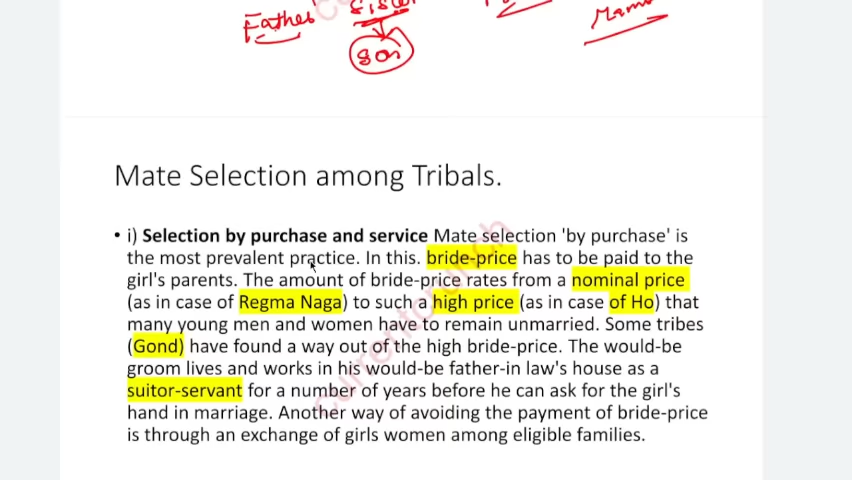 Father sister
son
Mama
Mate Selection among Tribals.
• i) Selection by purchase and service Mate selection 'by purchase' is
the most prevalent practice. In this. bride-price has to be paid to the
girl's parents. The amount of bride-price rates from a nominal price
(as in case of Regma Naga) to such a high price (as in case of Ho) that
many young men and women have to remain unmarried. Some tribes
(Gond) have found a way out of the high bride-price. The would-be
groom lives and works in his would-be father-in law's house as a
suitor-servant for a number of years before he can ask for the girl's
hand in marriage. Another way of avoiding the payment of bride-price
is through an exchange of girls women among eligible families.